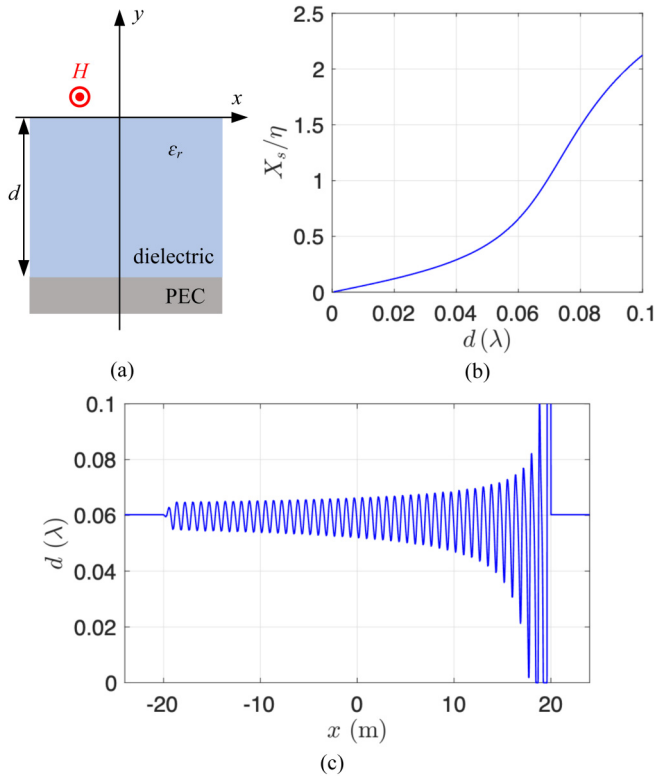 y
H
x
ε_r
d
dielectric
PEC
(a)
2.5
2
1.5
1
0.5
0
X_s/η
0 0.02 0.04 0.06 0.08 0.1
d (λ)
(b)
0.1
0.08
0.06
0.04
0.02
0
d (λ)
-20 -10 0 10 20
x (m)
(c)